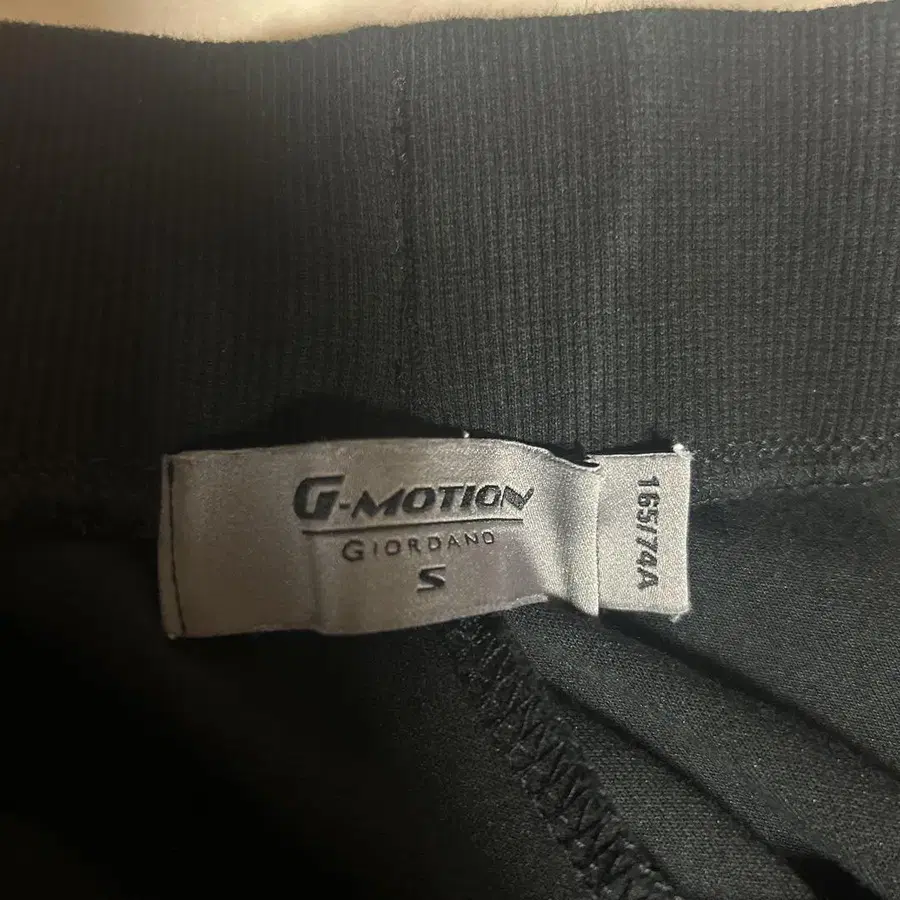 G-MOTION
GIORDANO
S
165/74A